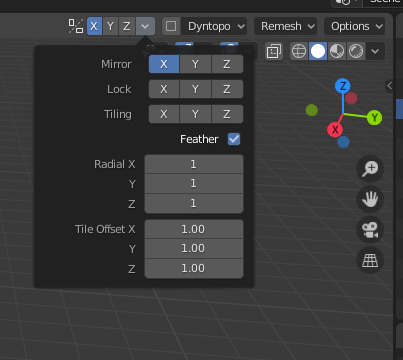 Scene
X Y Z Dyntopo Remesh Options
Mirror X Y Z
Lock X Y Z
Tiling X Y Z
Feather
Radial X 1
Y 1
Z 1
Tile Offset X 1.00
Y 1.00
Z 1.00
Z
Y
X